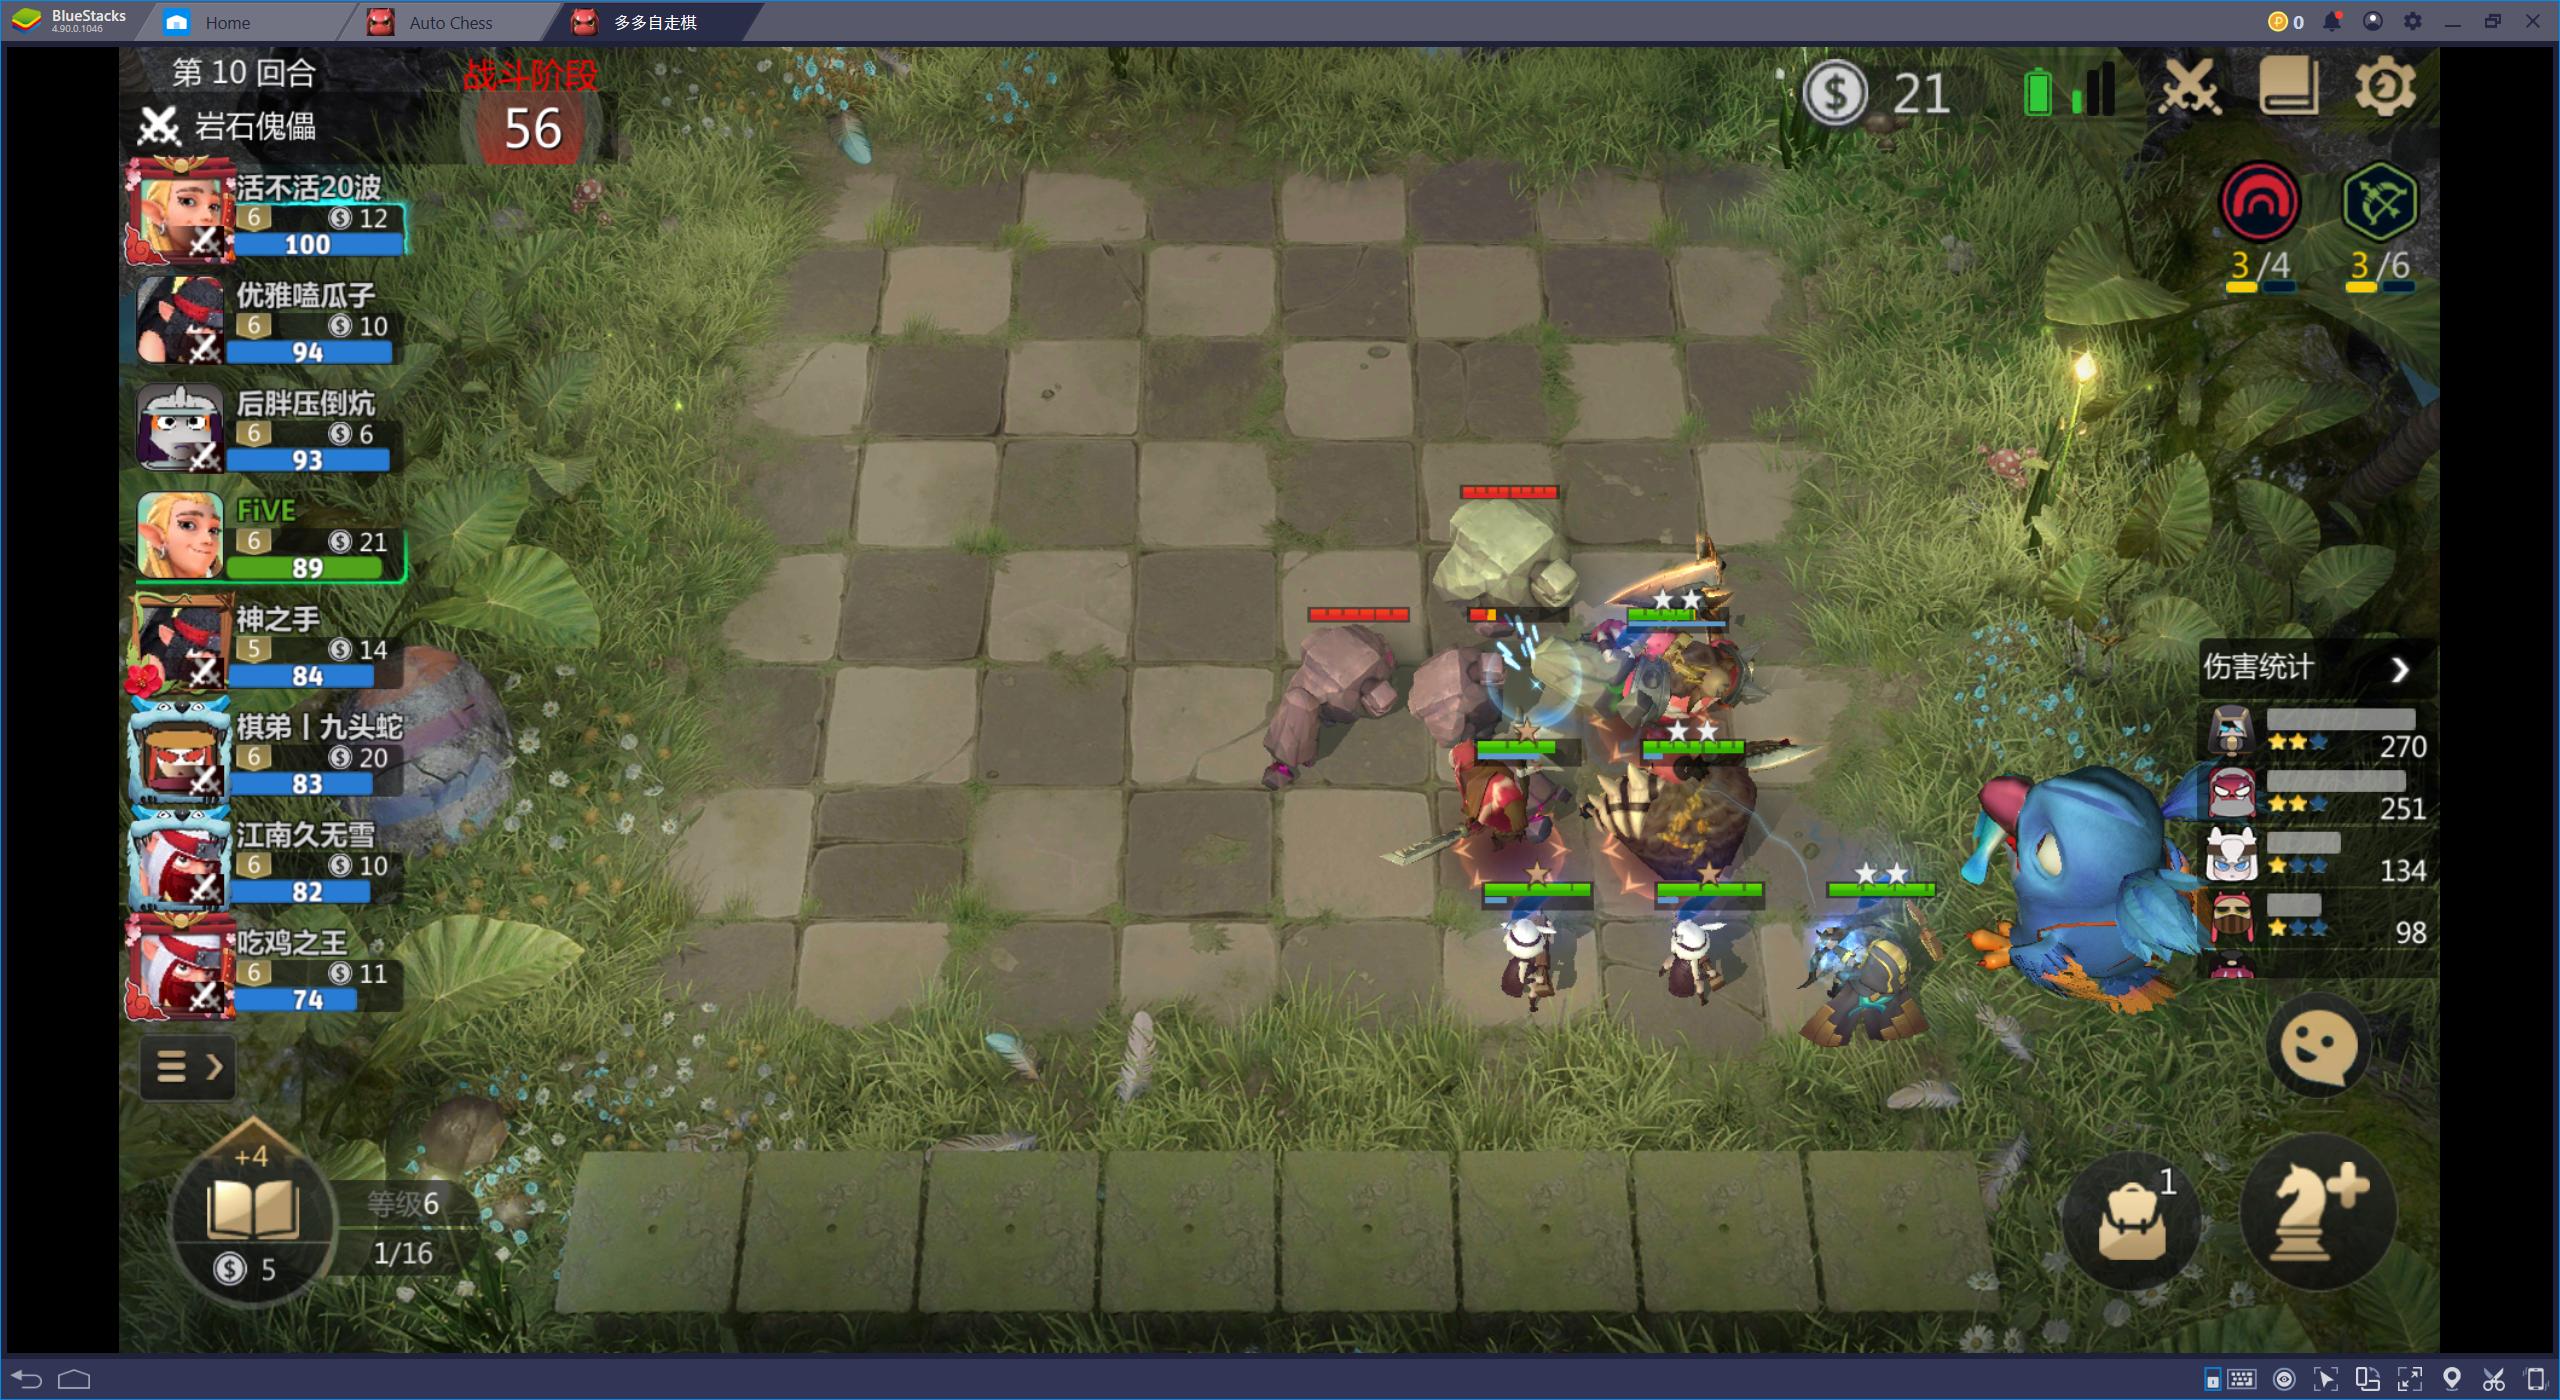 BlueStacks
4.90.0.1046
Home
Auto Chess
多多自走棋
0
第 10 回合
战斗阶段
岩石傀儡
56
21
3/4
3/6
活不活20波
6
12
100
优雅嗑瓜子
6
10
94
后胖压倒炕
6
6
93
FiVE
6
21
89
神之手
5
14
84
棋弟丨九头蛇
6
20
83
江南久无雪
6
10
82
吃鸡之王
6
11
74
伤害统计
270
251
134
98
+4
5
等级6
1/16
1